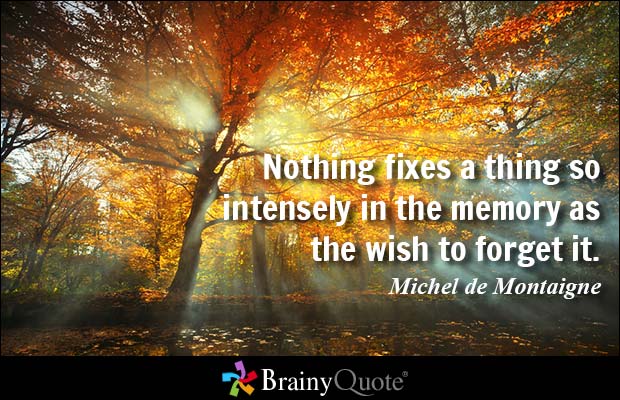 Nothing fixes a thing so
intensely in the memory as
the wish to forget it.
Michel de Montaigne
BrainyQuote®